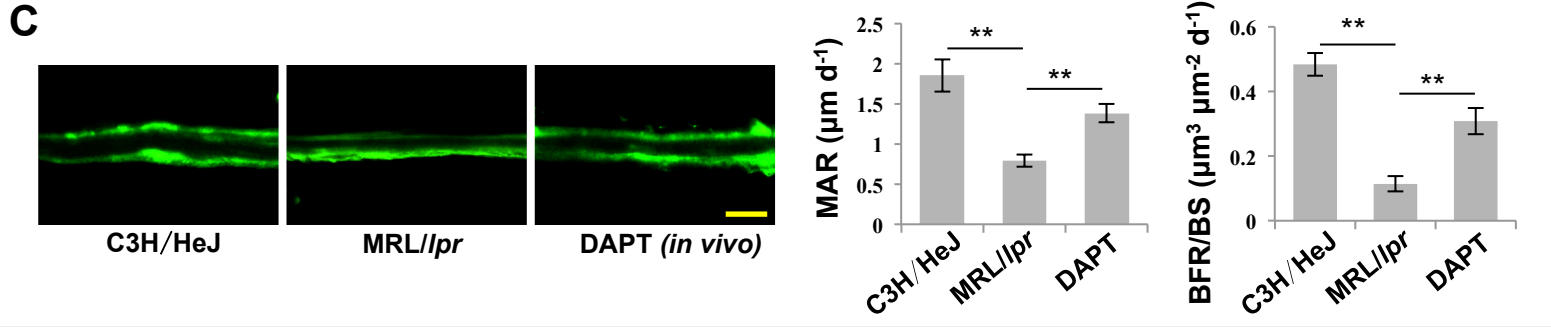 C
C3H/HeJ
MRL/lpr
DAPT (in vivo)
MAR (μm d⁻¹)
2.5
2
1.5
1
0.5
0
**
**
C3H/HeJ
MRL/lpr
DAPT
BFR/BS (μm³ μm⁻² d⁻¹)
0.6
0.4
0.2
0
**
**
C3H/HeJ
MRL/lpr
DAPT